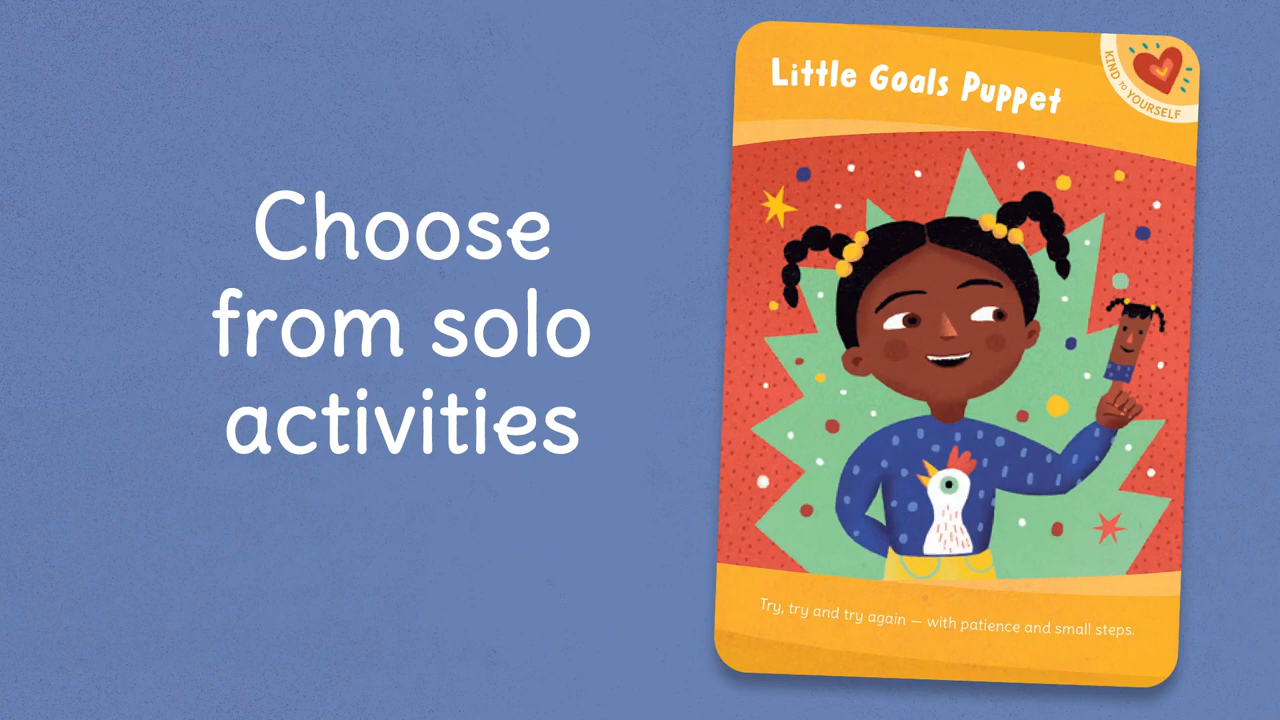 Choose
from solo
activities
Little Goals Puppet
KIND TO YOURSELF
Try, try and try again — with patience and small steps.